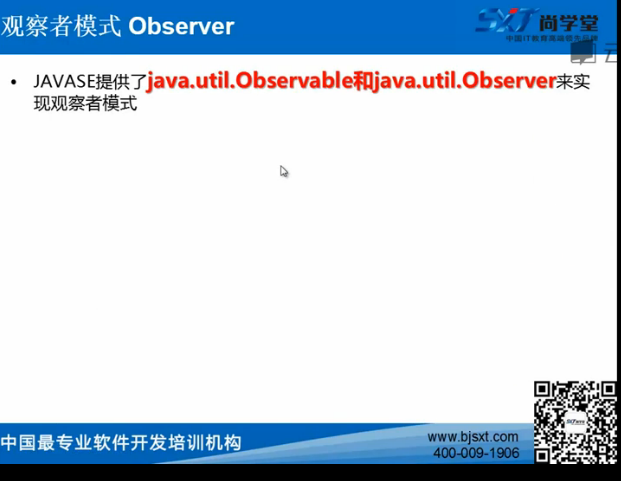 观察者模式 Observer
SXT 尚学堂
中国IT教育高端领先品牌
云
• JAVASE提供了java.util.Observable和java.util.Observer来实
现观察者模式
中国最专业软件开发培训机构
www.bjsxt.com
400-009-1906